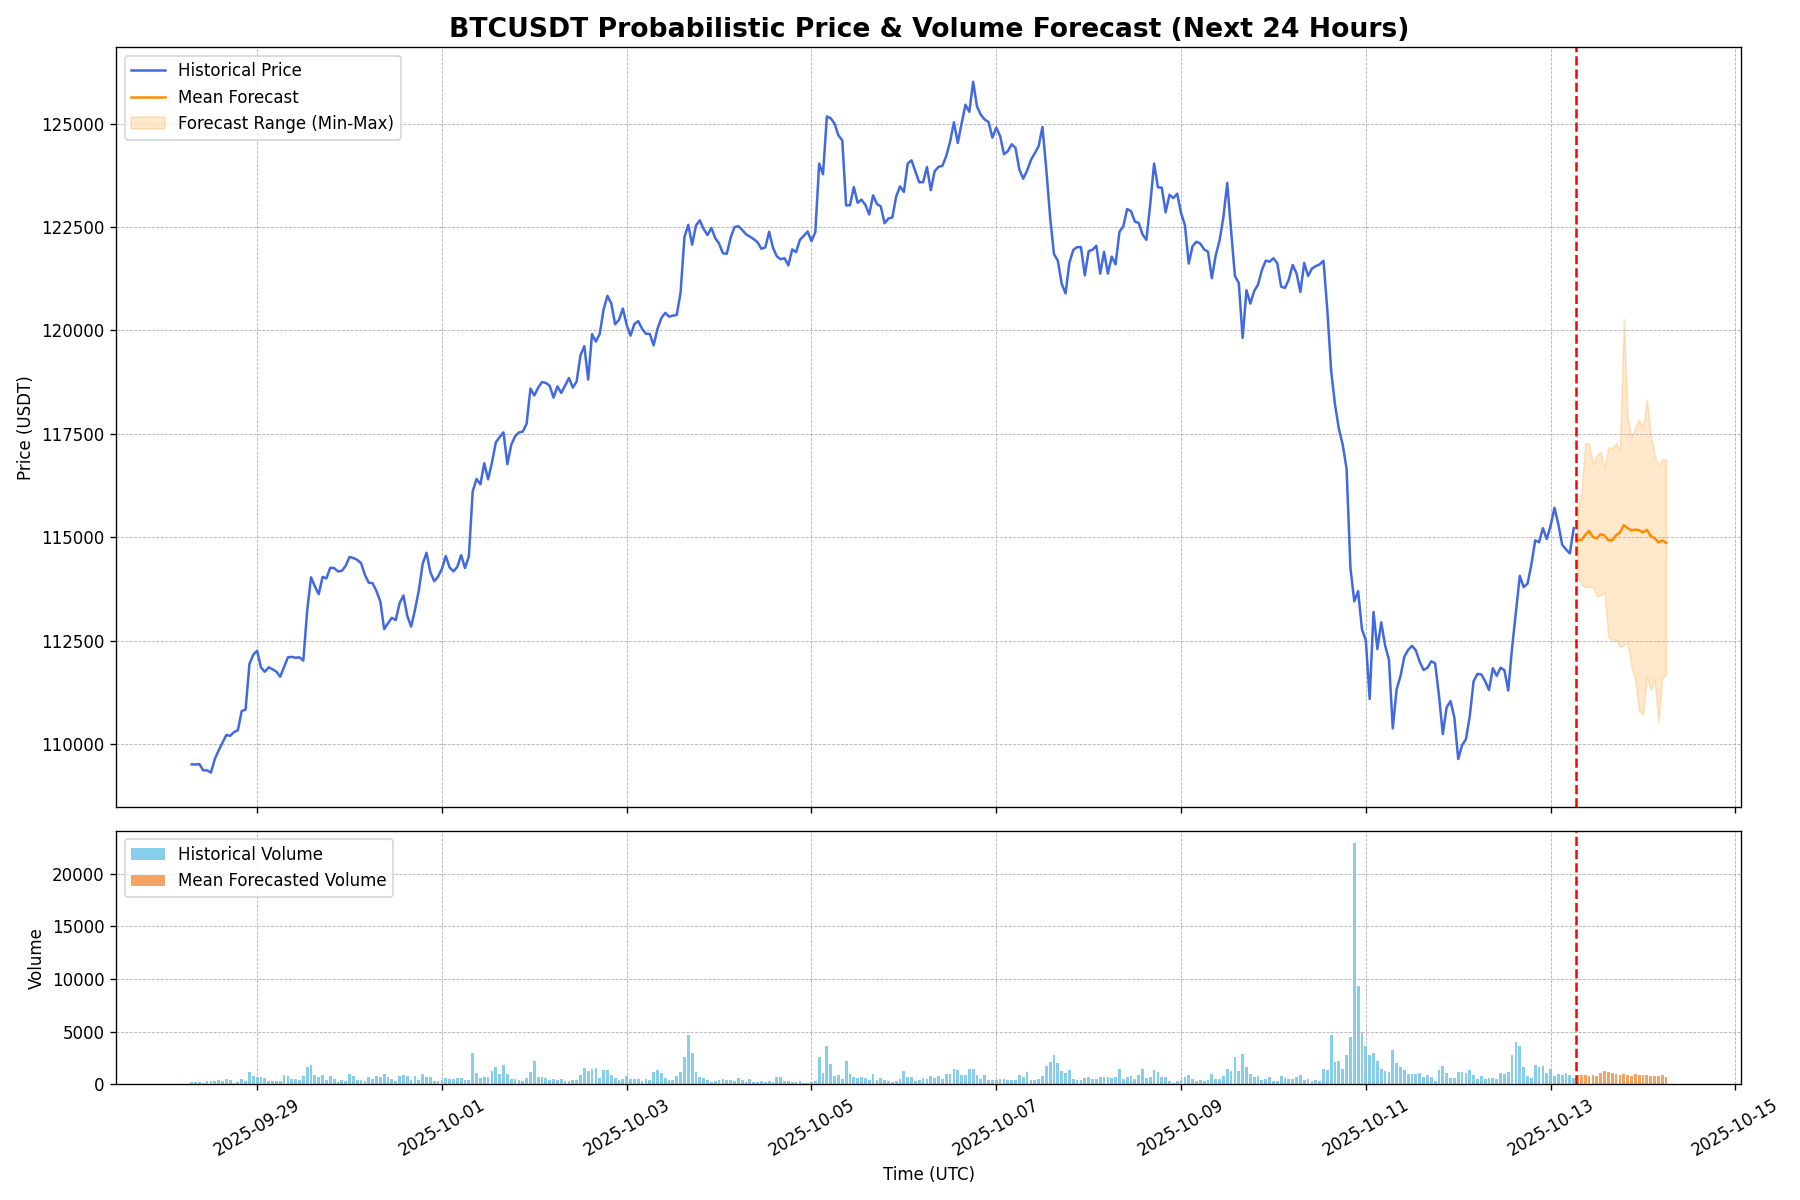 BTCUSDT Probabilistic Price & Volume Forecast (Next 24 Hours)
Historical Price
Mean Forecast
Forecast Range (Min-Max)
Price (USDT)
125000
122500
120000
117500
115000
112500
110000
Historical Volume
Mean Forecasted Volume
Volume
20000
15000
10000
5000
0
2025-09-29
2025-10-01
2025-10-03
2025-10-05
2025-10-07
2025-10-09
2025-10-11
2025-10-13
2025-10-15
Time (UTC)